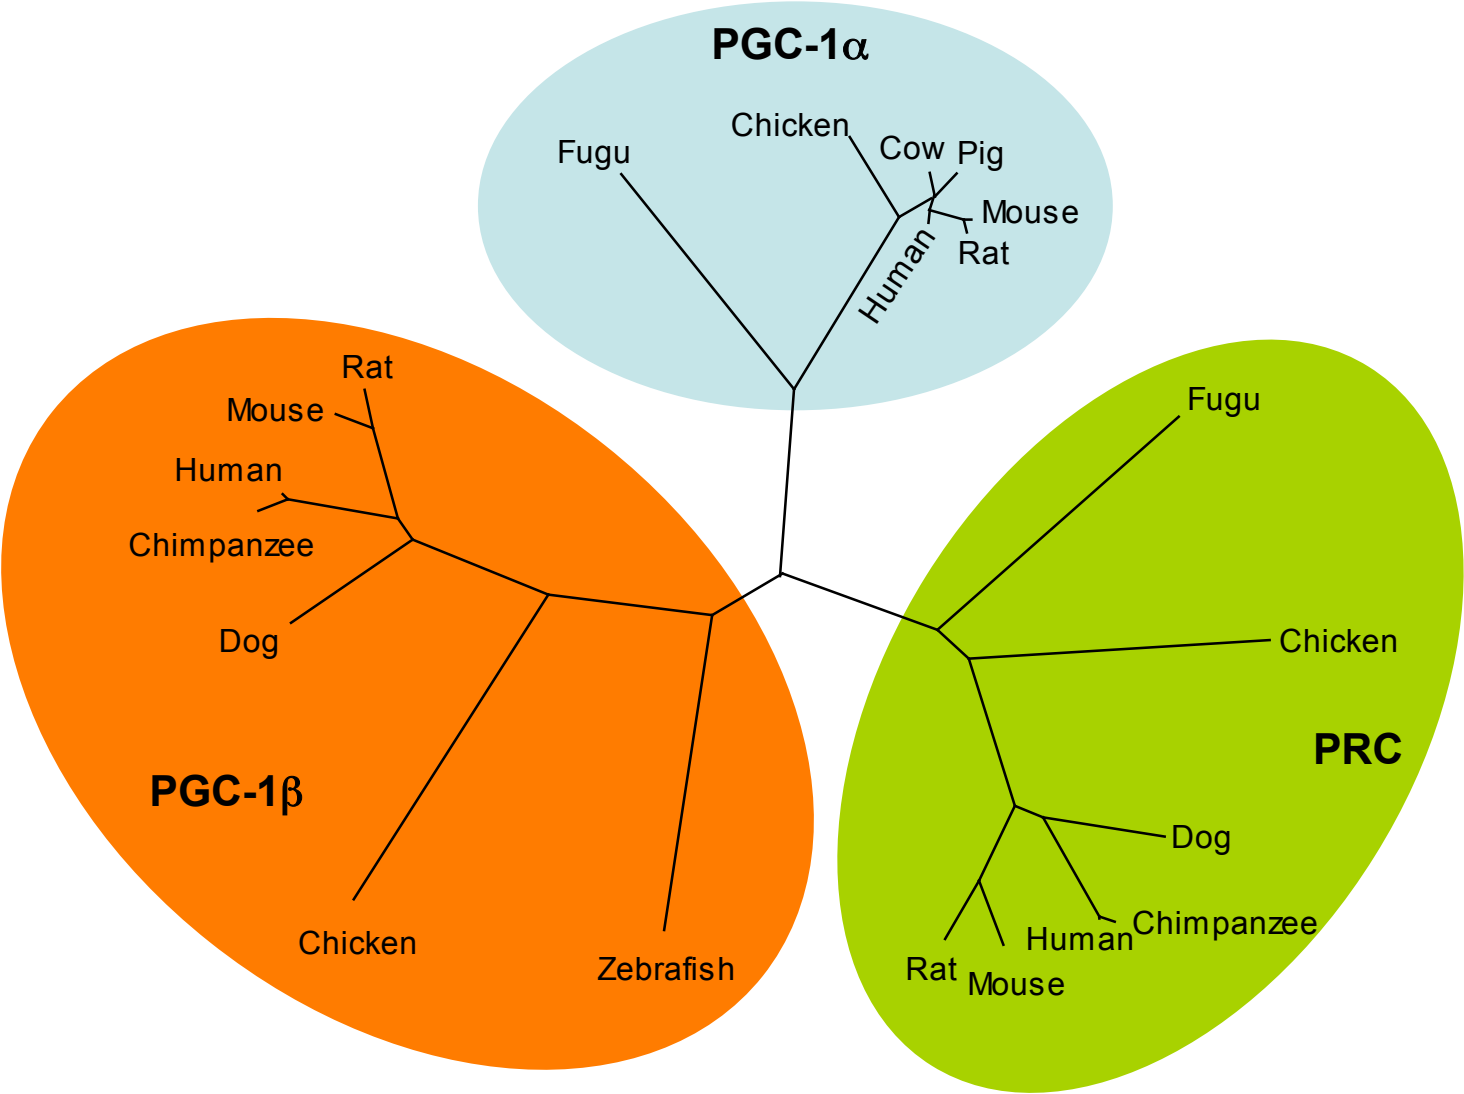 PGC-1α
Chicken
Fugu
Cow
Pig
Mouse
Rat
Human
Rat
Mouse
Human
Chimpanzee
Dog
PGC-1β
Chicken
Zebrafish
Fugu
Chicken
PRC
Dog
Chimpanzee
Human
Rat
Mouse